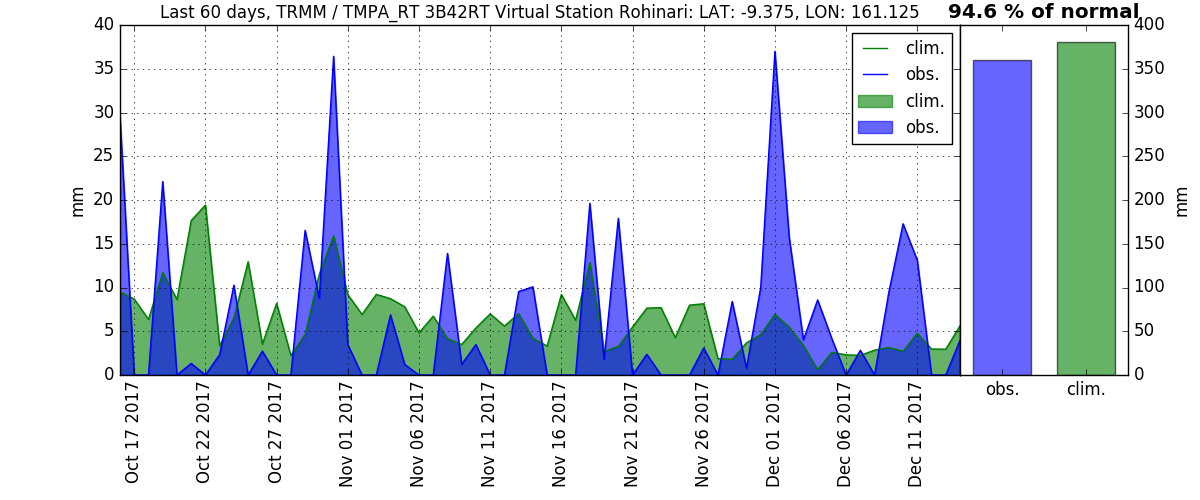 Last 60 days, TRMM / TMPA_RT 3B42RT Virtual Station Rohinari: LAT: -9.375, LON: 161.125
94.6 % of normal
40
35
30
25
20
15
10
5
0
mm
clim.
obs.
clim.
obs.
400
350
300
250
200
150
100
50
0
mm
Oct 17 2017
Oct 22 2017
Oct 27 2017
Nov 01 2017
Nov 06 2017
Nov 11 2017
Nov 16 2017
Nov 21 2017
Nov 26 2017
Dec 01 2017
Dec 06 2017
Dec 11 2017
obs.
clim.